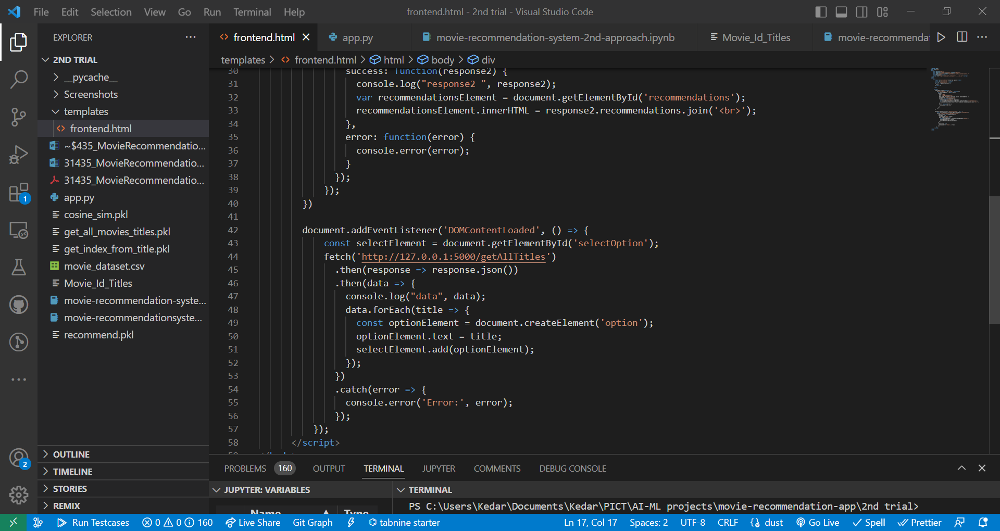 File Edit Selection View Go Run Terminal Help
frontend.html - 2nd trial - Visual Studio Code
EXPLORER
2ND TRIAL
__pycache__
Screenshots
templates
frontend.html
~$435_MovieRecommendatio...
31435_MovieRecommendatio...
31435_MovieRecommendatio...
app.py
cosine_sim.pkl
get_all_movies_titles.pkl
get_index_from_title.pkl
movie_dataset.csv
Movie_Id_Titles
movie-recommendation-syste...
movie-recommendationsyste...
recommend.pkl
OUTLINE
TIMELINE
STORIES
REMIX
1
2
frontend.html app.py movie-recommendation-system-2nd-approach.ipynb Movie_Id_Titles movie-recommendat
templates > frontend.html > html > body > div
30 success: function(response2) {
31 console.log("response2 ", response2);
32 var recommendationsElement = document.getElementById('recommendations');
33 recommendationsElement.innerHTML = response2.recommendations.join('<br>');
34 },
35 error: function(error) {
36 console.error(error);
37 }
38 });
39 });
40 })
41
42 document.addEventListener('DOMContentLoaded', () => {
43 const selectElement = document.getElementById('selectOption');
44 fetch('http://127.0.0.1:5000/getAllTitles')
45 .then(response => response.json())
46 .then(data => {
47 console.log("data", data);
48 data.forEach(title => {
49 const optionElement = document.createElement('option');
50 optionElement.text = title;
51 selectElement.add(optionElement);
52 });
53 })
54 .catch(error => {
55 console.error('Error:', error);
56 });
57 });
58 </script>
PROBLEMS 160 OUTPUT TERMINAL JUPYTER COMMENTS DEBUG CONSOLE
JUPYTER: VARIABLES
Name Type
TERMINAL
PS C:\Users\Kedar\Documents\Kedar\PICT\AI-ML projects\movie-recommendation-app\2nd trial>
Run Testcases 0 0 160 Live Share Git Graph tabnine starter Ln 17, Col 17 Spaces: 2 UTF-8 CRLF {} dust Go Live Spell Prettier